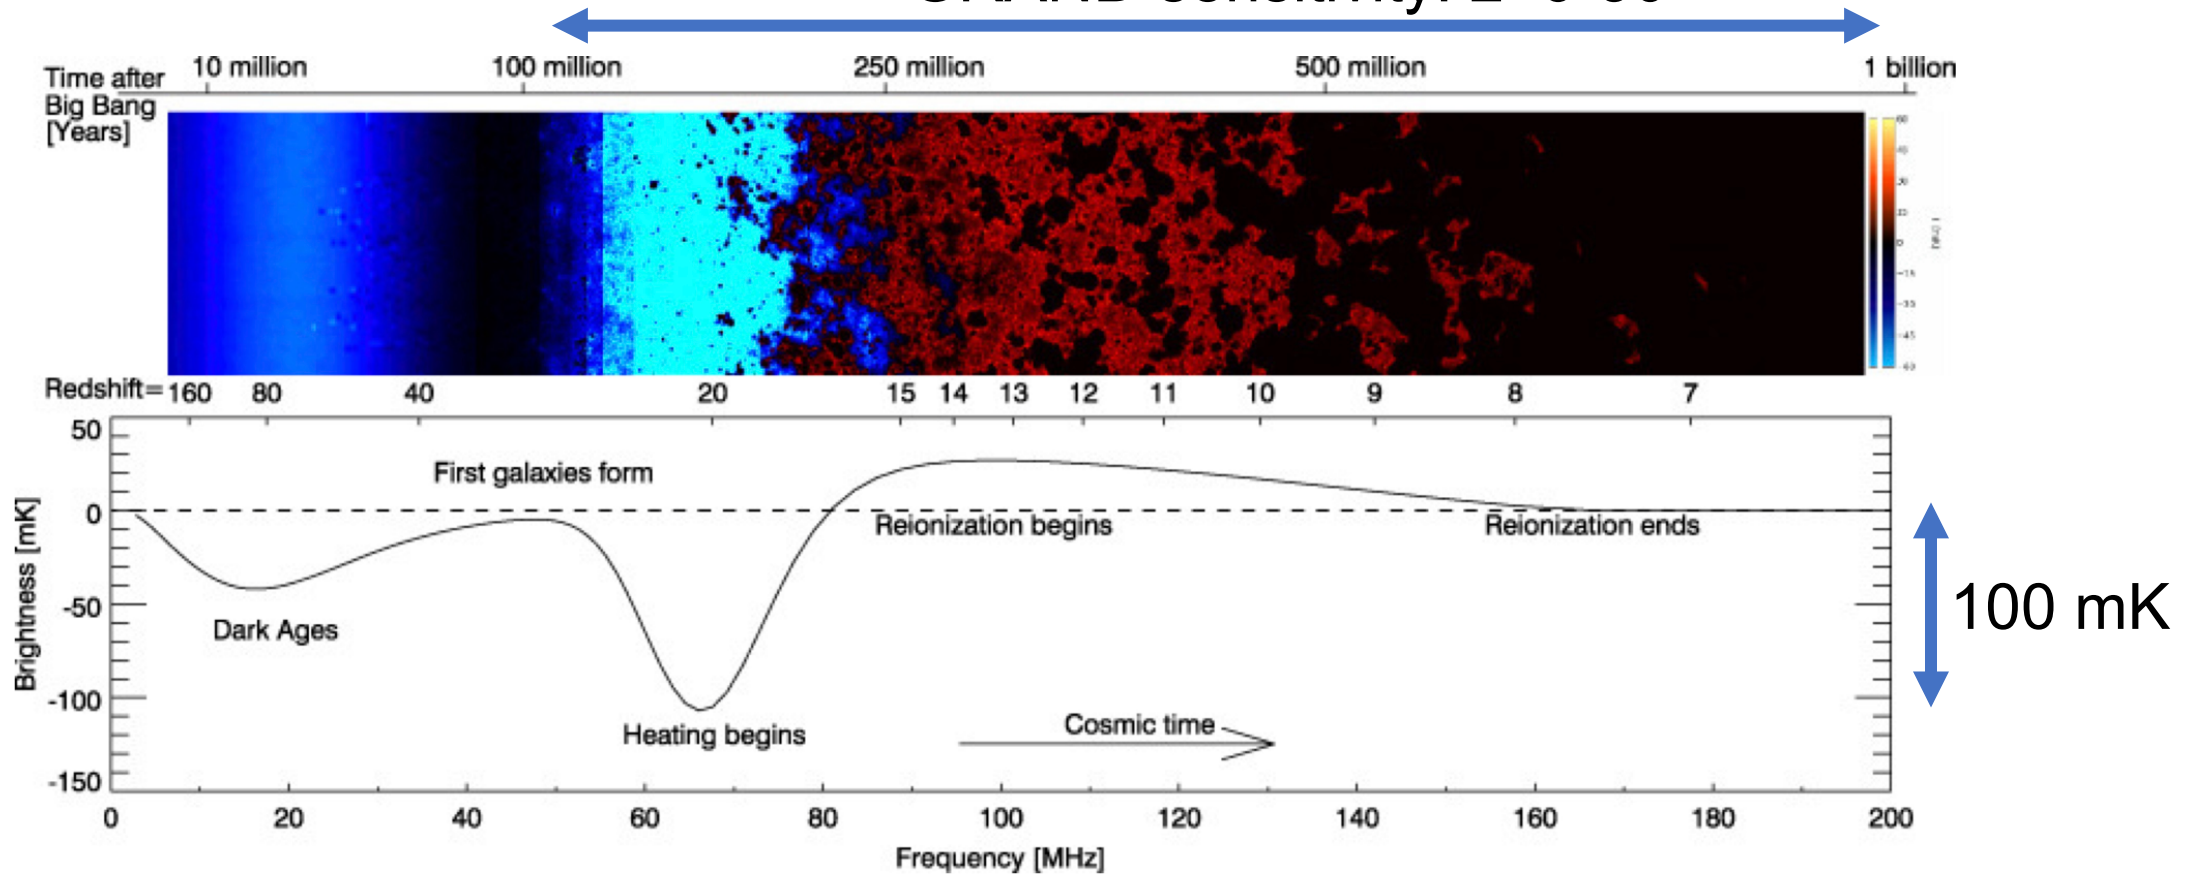 10 million 100 million 250 million 500 million 1 billion
Time after
Big Bang
[Years]
60
0
Redshift= 160 80 40 20 15 14 13 12 11 10 9 8 7
50
First galaxies form
0
Reionization begins Reionization ends
Brightness [mK]
-50
100 mK
Dark Ages
-100
Cosmic time
Heating begins
-150
0 20 40 60 80 100 120 140 160 180 200
Frequency [MHz]